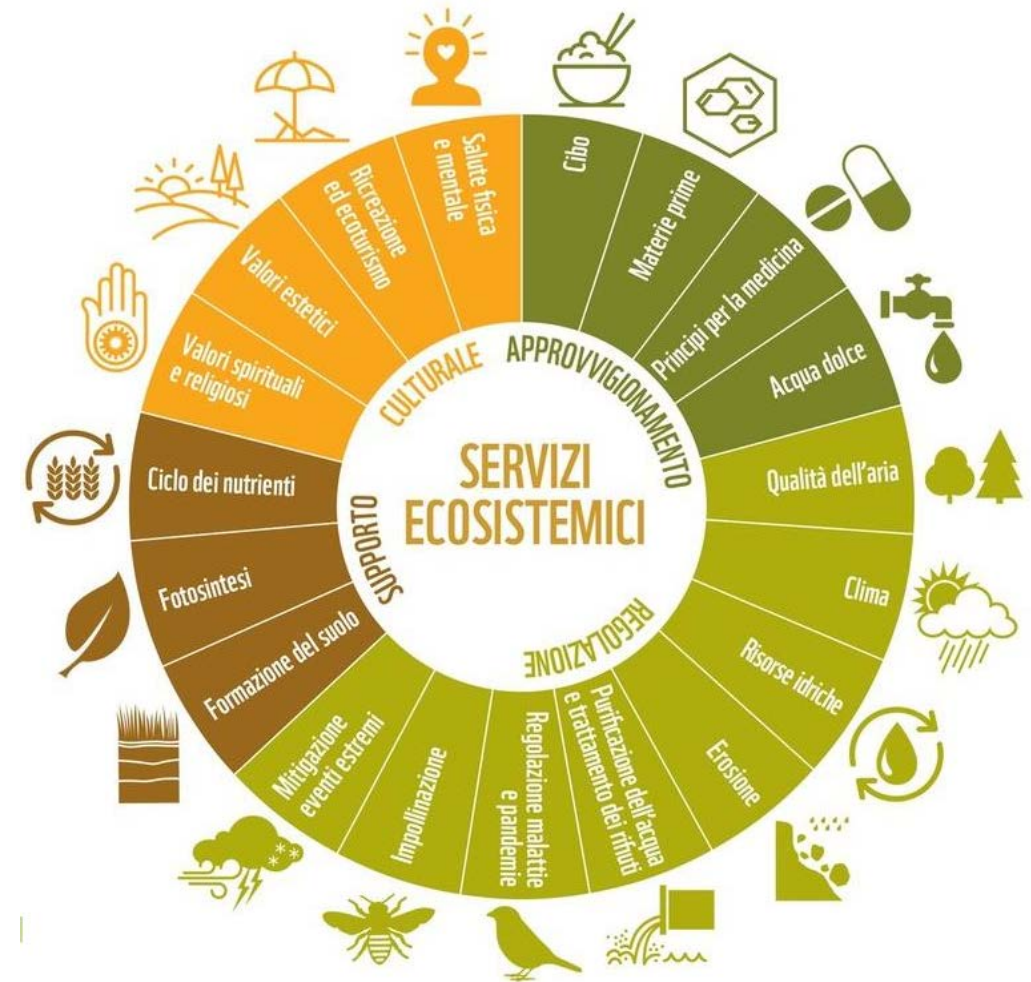 SERVIZI
ECOSISTEMICI
APPROVVIGIONAMENTO
Cibo
Materie prime
Principi per la medicina
Acqua dolce
REGOLAZIONE
Qualità dell'aria
Clima
Risorse idriche
Erosione
Purificazione dell'acqua
e trattamento dei rifiuti
Regolazione malattie
e pandemie
Impollinazione
Mitigazione
eventi estremi
SUPPORTO
Formazione del suolo
Fotosintesi
Ciclo dei nutrienti
CULTURALE
Valori spirituali
e religiosi
Valori estetici
Ricreazione
ed ecoturismo
Salute fisica
e mentale